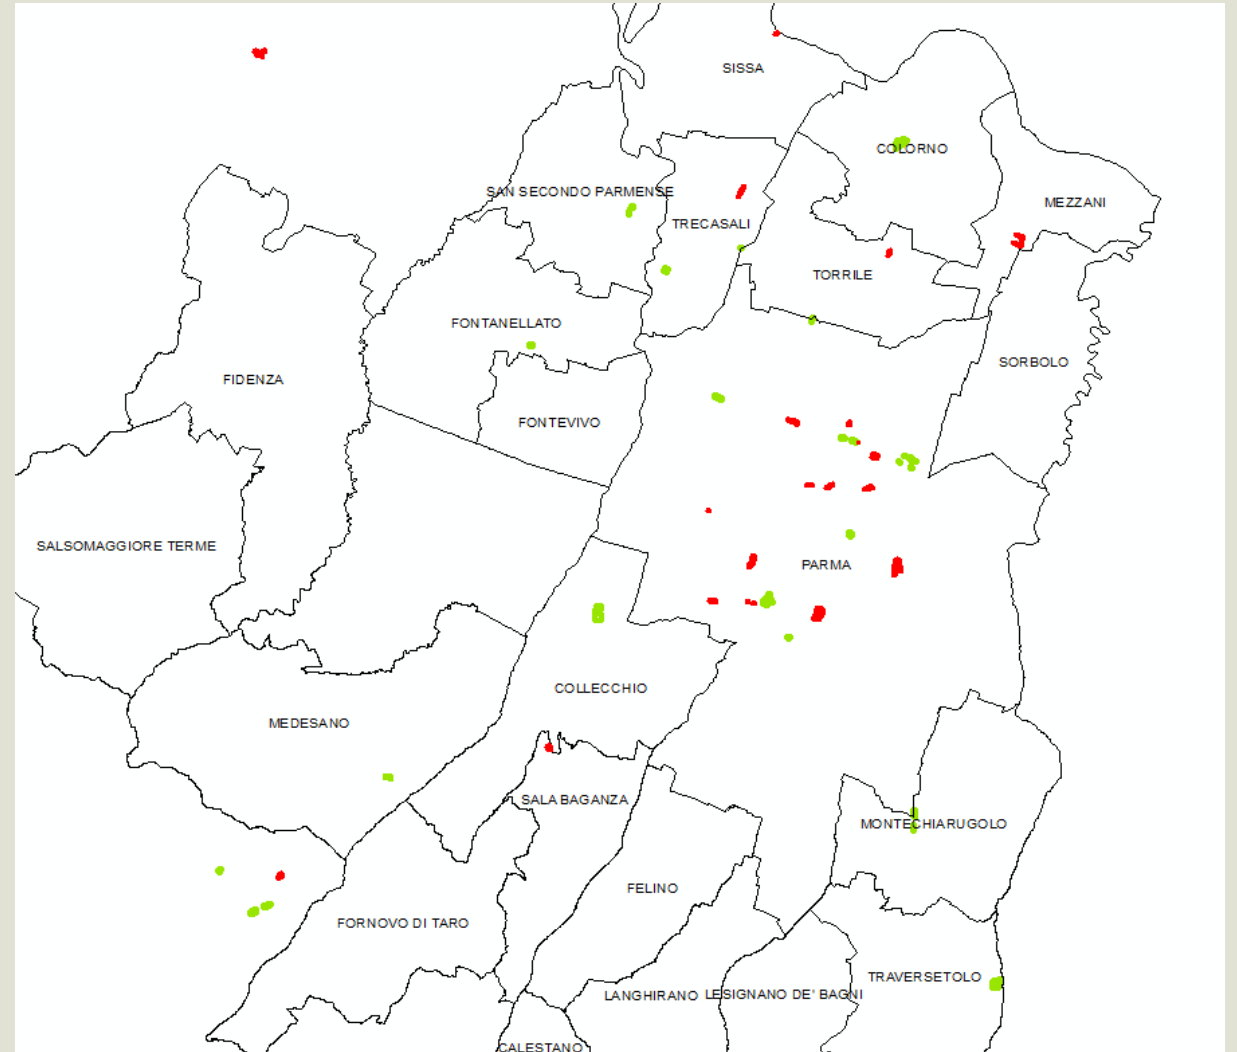 SISSA
COLORNO
SAN SECONDO PARMENSE
MEZZANI
TRECASALI
TORRILE
FONTANELLATO
SORBOLO
FIDENZA
FONTEVIVO
SALSOMAGGIORE TERME
PARMA
COLLECCHIO
MEDESANO
SALA BAGANZA
MONTECHIARUGOLO
FELINO
FORNOVO DI TARO
TRAVERSETOLO
LANGHIRANO
LESIGNANO DE' BAGNI
CALESTANO